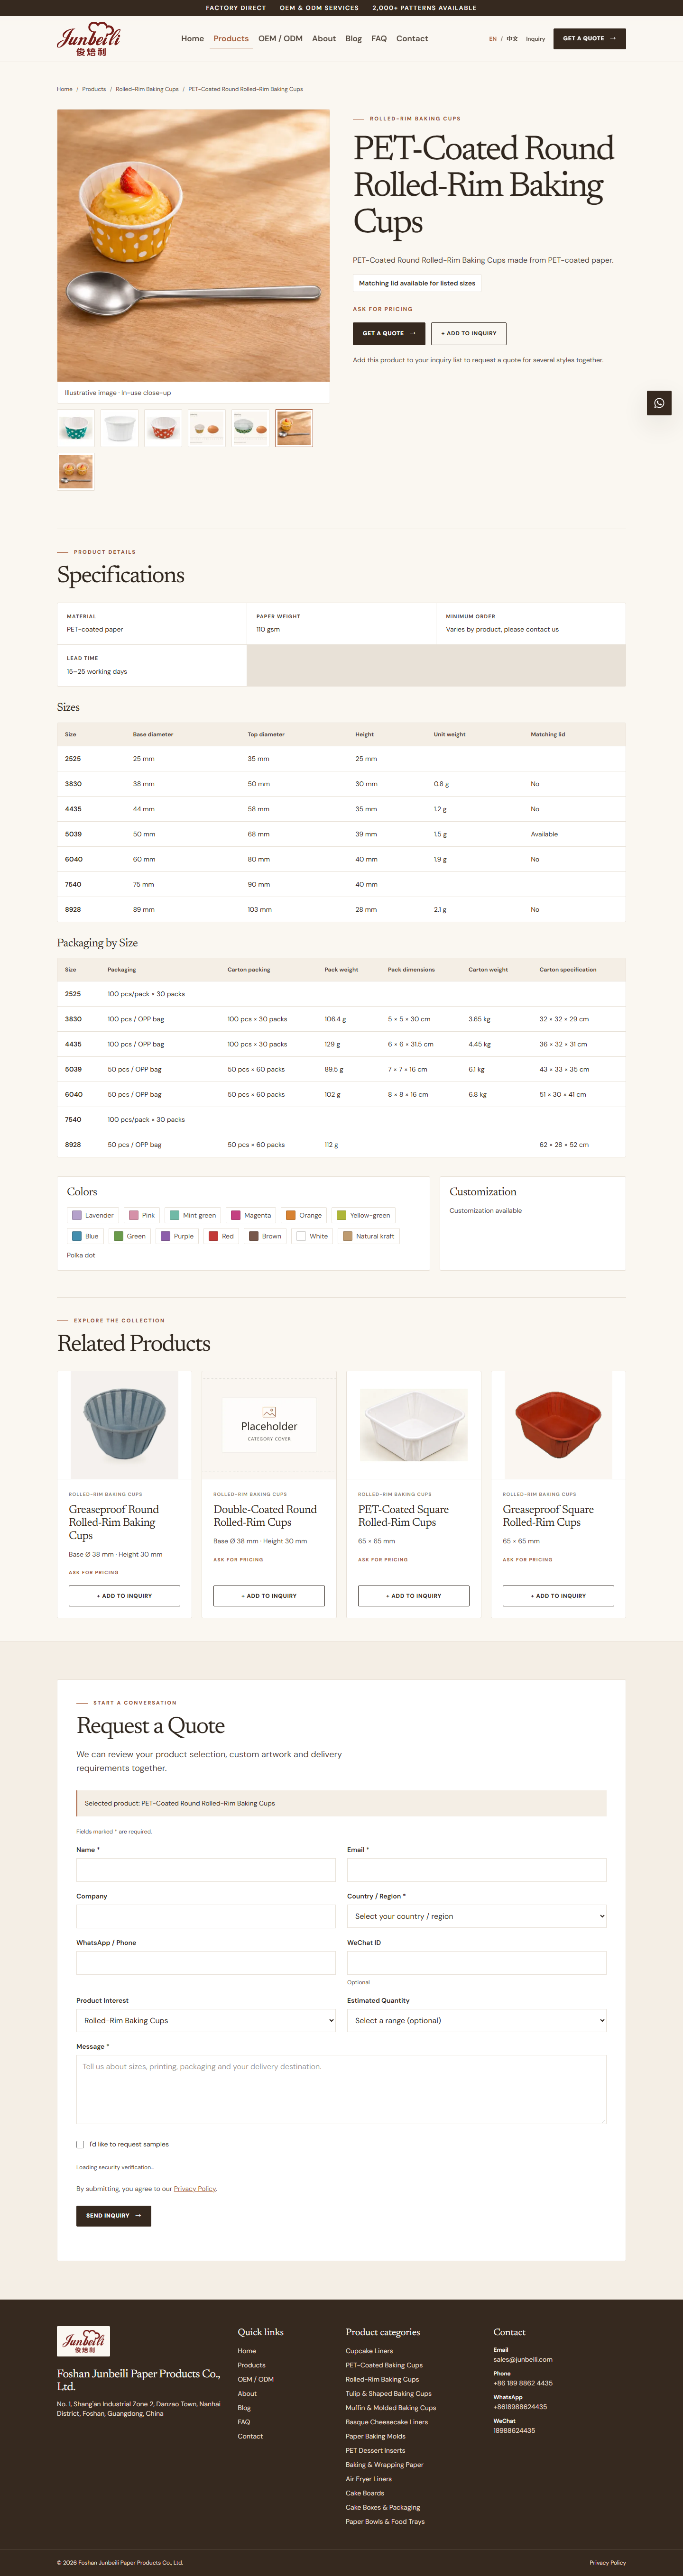 FACTORY DIRECT OEM & ODM SERVICES 2,000+ PATTERNS AVAILABLE
Junbeili
俊焙利
Home Products OEM / ODM About Blog FAQ Contact
EN / 中文 Inquiry GET A QUOTE →
Home / Products / Rolled-Rim Baking Cups / PET-Coated Round Rolled-Rim Baking Cups
ROLLED-RIM BAKING CUPS
PET-Coated Round
Rolled-Rim Baking
Cups
PET-Coated Round Rolled-Rim Baking Cups made from PET-coated paper.
Matching lid available for listed sizes
ASK FOR PRICING
GET A QUOTE → + ADD TO INQUIRY
Add this product to your inquiry list to request a quote for several styles together.
Illustrative image · In-use close-up
PRODUCT DETAILS
Specifications
MATERIAL PAPER WEIGHT MINIMUM ORDER
PET-coated paper 110 gsm Varies by product, please contact us
LEAD TIME
15–25 working days
Sizes
Size Base diameter Top diameter Height Unit weight Matching lid
2525 25 mm 35 mm 25 mm
3830 38 mm 50 mm 30 mm 0.8 g No
4435 44 mm 58 mm 35 mm 1.2 g No
5039 50 mm 68 mm 39 mm 1.5 g Available
6040 60 mm 80 mm 40 mm 1.9 g No
7540 75 mm 90 mm 40 mm
8928 89 mm 103 mm 28 mm 2.1 g No
Packaging by Size
Size Packaging Carton packing Pack weight Pack dimensions Carton weight Carton specification
2525 100 pcs/pack × 30 packs
3830 100 pcs / OPP bag 100 pcs × 30 packs 106.4 g 5 × 5 × 30 cm 3.65 kg 32 × 32 × 29 cm
4435 100 pcs / OPP bag 100 pcs × 30 packs 129 g 6 × 6 × 31.5 cm 4.45 kg 36 × 32 × 31 cm
5039 50 pcs / OPP bag 50 pcs × 60 packs 89.5 g 7 × 7 × 16 cm 6.1 kg 43 × 33 × 35 cm
6040 50 pcs / OPP bag 50 pcs × 60 packs 102 g 8 × 8 × 16 cm 6.8 kg 51 × 30 × 41 cm
7540 100 pcs/pack × 30 packs
8928 50 pcs / OPP bag 50 pcs × 60 packs 112 g 62 × 28 × 52 cm
Colors
Lavender Pink Mint green Magenta Orange Yellow-green
Blue Green Purple Red Brown White Natural kraft
Polka dot
Customization
Customization available
EXPLORE THE COLLECTION
Related Products
ROLLED-RIM BAKING CUPS
Greaseproof Round
Rolled-Rim Baking
Cups
Base Ø 38 mm · Height 30 mm
ASK FOR PRICING
+ ADD TO INQUIRY
Placeholder
CATEGORY COVER
ROLLED-RIM BAKING CUPS
Double-Coated Round
Rolled-Rim Cups
Base Ø 38 mm · Height 30 mm
ASK FOR PRICING
+ ADD TO INQUIRY
ROLLED-RIM BAKING CUPS
PET-Coated Square
Rolled-Rim Cups
65 × 65 mm
ASK FOR PRICING
+ ADD TO INQUIRY
ROLLED-RIM BAKING CUPS
Greaseproof Square
Rolled-Rim Cups
65 × 65 mm
ASK FOR PRICING
+ ADD TO INQUIRY
START A CONVERSATION
Request a Quote
We can review your product selection, custom artwork and delivery
requirements together.
Selected product: PET-Coated Round Rolled-Rim Baking Cups
Fields marked * are required.
Name * Email *
Company Country / Region *
Select your country / region
WhatsApp / Phone WeChat ID
Optional
Product Interest Estimated Quantity
Rolled-Rim Baking Cups Select a range (optional)
Message *
Tell us about sizes, printing, packaging and your delivery destination.
I'd like to request samples
Loading security verification…
By submitting, you agree to our Privacy Policy.
SEND INQUIRY →
Junbeili
俊焙利
Foshan Junbeili Paper Products Co.,
Ltd.
No. 1, Shang'an Industrial Zone 2, Danzao Town, Nanhai
District, Foshan, Guangdong, China
Quick links
Home
Products
OEM / ODM
About
Blog
FAQ
Contact
Product categories
Cupcake Liners
PET-Coated Baking Cups
Rolled-Rim Baking Cups
Tulip & Shaped Baking Cups
Muffin & Molded Baking Cups
Basque Cheesecake Liners
Paper Baking Molds
PET Dessert Inserts
Baking & Wrapping Paper
Air Fryer Liners
Cake Boards
Cake Boxes & Packaging
Paper Bowls & Food Trays
Contact
Email
sales@junbeili.com
Phone
+86 189 8862 4435
WhatsApp
+8618988624435
WeChat
18988624435
© 2026 Foshan Junbeili Paper Products Co., Ltd.
Privacy Policy